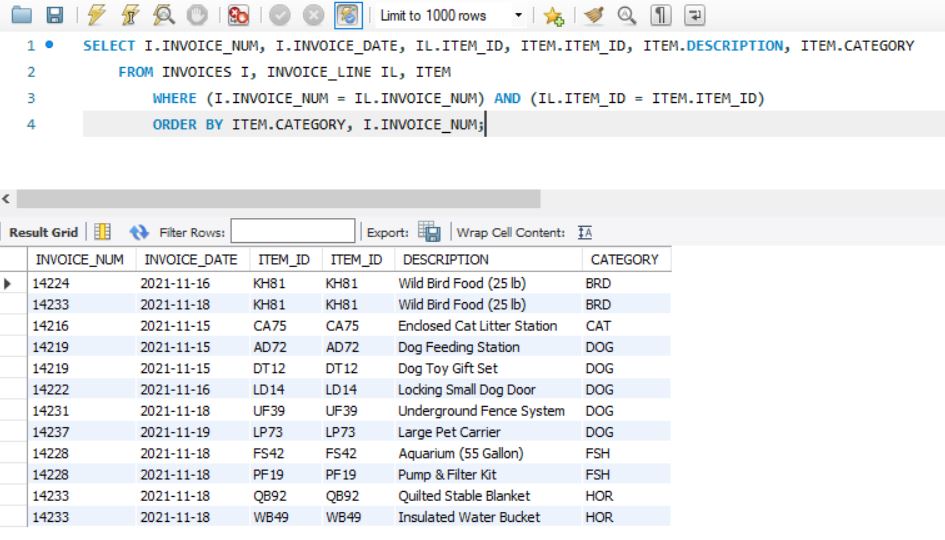 Limit to 1000 rows
1 SELECT I.INVOICE_NUM, I.INVOICE_DATE, IL.ITEM_ID, ITEM.ITEM_ID, ITEM.DESCRIPTION, ITEM.CATEGORY
2 FROM INVOICES I, INVOICE_LINE IL, ITEM
3 WHERE (I.INVOICE_NUM = IL.INVOICE_NUM) AND (IL.ITEM_ID = ITEM.ITEM_ID)
4 ORDER BY ITEM.CATEGORY, I.INVOICE_NUM;
Result Grid Filter Rows: Export: Wrap Cell Content:
INVOICE_NUM INVOICE_DATE ITEM_ID ITEM_ID DESCRIPTION CATEGORY
14224 2021-11-16 KH81 KH81 Wild Bird Food (25 lb) BRD
14233 2021-11-18 KH81 KH81 Wild Bird Food (25 lb) BRD
14216 2021-11-15 CA75 CA75 Enclosed Cat Litter Station CAT
14219 2021-11-15 AD72 AD72 Dog Feeding Station DOG
14219 2021-11-15 DT12 DT12 Dog Toy Gift Set DOG
14222 2021-11-16 LD14 LD14 Locking Small Dog Door DOG
14231 2021-11-18 UF39 UF39 Underground Fence System DOG
14237 2021-11-19 LP73 LP73 Large Pet Carrier DOG
14228 2021-11-18 FS42 FS42 Aquarium (55 Gallon) FSH
14228 2021-11-18 PF19 PF19 Pump & Filter Kit FSH
14233 2021-11-18 QB92 QB92 Quilted Stable Blanket HOR
14233 2021-11-18 WB49 WB49 Insulated Water Bucket HOR